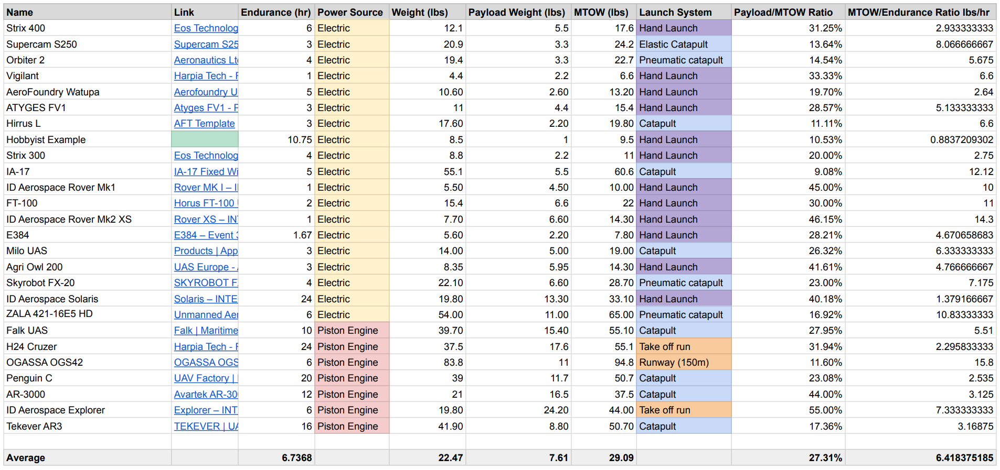 Name Link Endurance (hr) Power Source Weight (lbs) Payload Weight (lbs) MTOW (lbs) Launch System Payload/MTOW Ratio MTOW/Endurance Ratio lbs/hr
Strix 400 Eos Technolog 6 Electric 12.1 5.5 17.6 Hand Launch 31.25% 2.933333333
Supercam S250 Supercam S25 3 Electric 20.9 3.3 24.2 Elastic Catapult 13.64% 8.066666667
Orbiter 2 Aeronautics Ltd 4 Electric 19.4 3.3 22.7 Pneumatic catapult 14.54% 5.675
Vigilant Harpia Tech - F 1 Electric 4.4 2.2 6.6 Hand Launch 33.33% 6.6
AeroFoundry Watupa Aerofoundry U 5 Electric 10.60 2.60 13.20 Hand Launch 19.70% 2.64
ATYGES FV1 Atyges FV1 - F 3 Electric 11 4.4 15.4 Hand Launch 28.57% 5.133333333
Hirrus L AFT Template 3 Electric 17.60 2.20 19.80 Catapult 11.11% 6.6
Hobbyist Example 10.75 Electric 8.5 1 9.5 Hand Launch 10.53% 0.8837209302
Strix 300 Eos Technolog 4 Electric 8.8 2.2 11 Hand Launch 20.00% 2.75
IA-17 IA-17 Fixed Wi 5 Electric 55.1 5.5 60.6 Catapult 9.08% 12.12
ID Aerospace Rover Mk1 Rover MK I – I 1 Electric 5.50 4.50 10.00 Hand Launch 45.00% 10
FT-100 Horus FT-100 2 Electric 15.4 6.6 22 Hand Launch 30.00% 11
ID Aerospace Rover Mk2 XS Rover XS – INT 1 Electric 7.70 6.60 14.30 Hand Launch 46.15% 14.3
E384 E384 – Event 3 1.67 Electric 5.60 2.20 7.80 Hand Launch 28.21% 4.670658683
Milo UAS Products | App 3 Electric 14.00 5.00 19.00 Catapult 26.32% 6.333333333
Agri Owl 200 UAS Europe - 3 Electric 8.35 5.95 14.30 Hand Launch 41.61% 4.766666667
Skyrobot FX-20 SKYROBOT F 4 Electric 22.10 6.60 28.70 Pneumatic catapult 23.00% 7.175
ID Aerospace Solaris Solaris – INTE 24 Electric 19.80 13.30 33.10 Hand Launch 40.18% 1.379166667
ZALA 421-16E5 HD Unmanned Aer 6 Electric 54.00 11.00 65.00 Pneumatic catapult 16.92% 10.83333333
Falk UAS Falk | Maritime 10 Piston Engine 39.70 15.40 55.10 Catapult 27.95% 5.51
H24 Cruzer Harpia Tech - F 24 Piston Engine 37.5 17.6 55.1 Take off run 31.94% 2.295833333
OGASSA OGS42 OGASSA OGS 6 Piston Engine 83.8 11 94.8 Runway (150m) 11.60% 15.8
Penguin C UAV Factory | 20 Piston Engine 39 11.7 50.7 Catapult 23.08% 2.535
AR-3000 Avartek AR-30 12 Piston Engine 21 16.5 37.5 Catapult 44.00% 3.125
ID Aerospace Explorer Explorer – INT 6 Piston Engine 19.80 24.20 44.00 Take off run 55.00% 7.333333333
Tekever AR3 TEKEVER | UA 16 Piston Engine 41.90 8.80 50.70 Catapult 17.36% 3.16875
Average 6.7368 22.47 7.61 29.09 27.31% 6.418375185